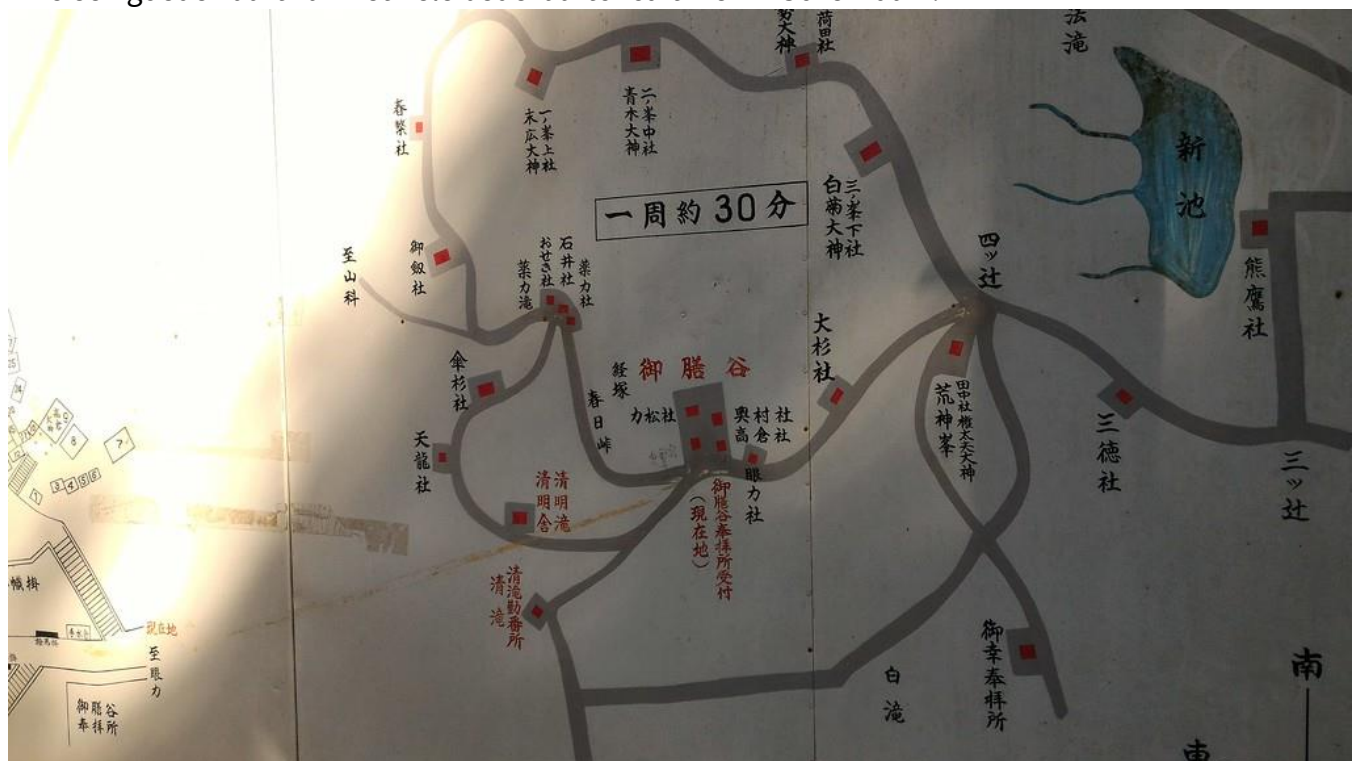 法滝
新池
熊鷹社
荷田社
二ノ峯中社
青木大神
一ノ峯上社
末広大神
春繁社
一周約30分
三ノ峯下社
白菊大神
四ッ辻
御劔社
至山科
石井社
おせき社
薬力社
薬力滝
大杉社
御膳谷
経塚
春日峠
傘杉社
力松社
奥村社
高倉社
眼力社
田中社権太夫大神
荒神峯
三徳社
三ッ辻
天龍社
清明滝
清明舎
御膳谷奉拝所受付
(現在地)
清滝勤番所
清滝
御幸奉拝所
白滝
南
東
現在地
至眼力
御膳谷
奉拝所
7
8
1
3
4
5
6